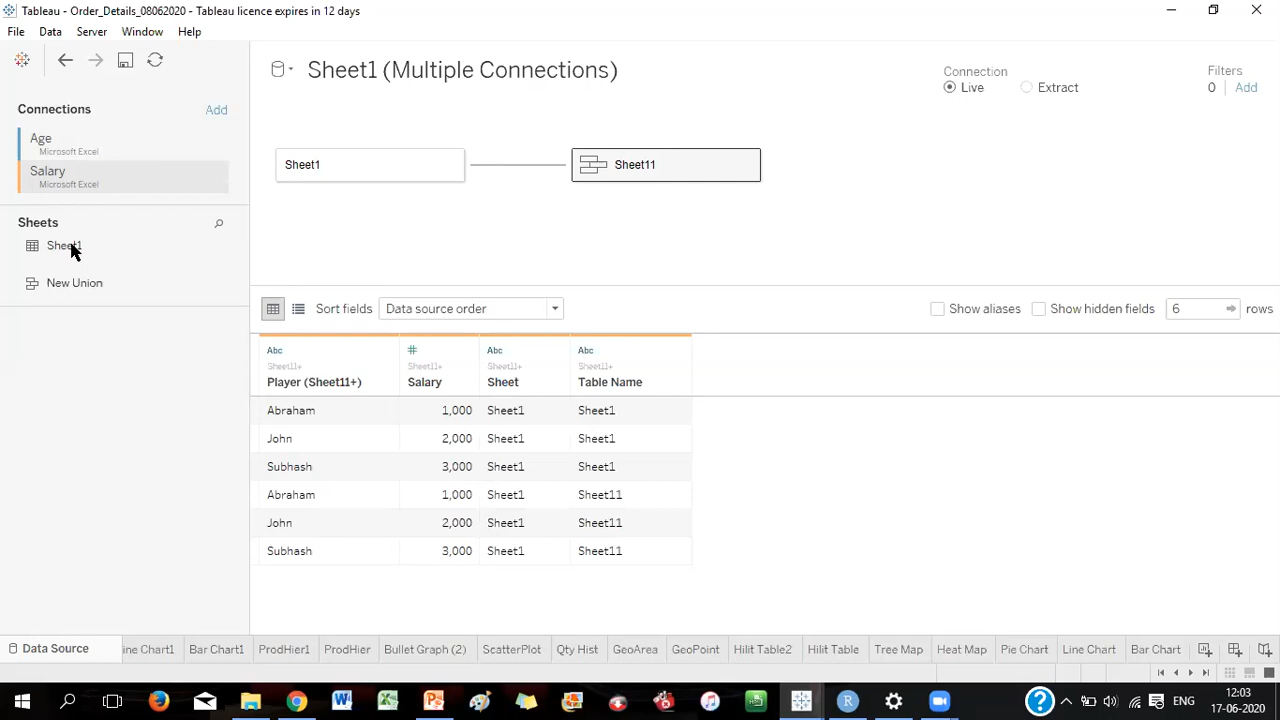 Tableau - Order_Details_08062020 - Tableau licence expires in 12 days
File Data Server Window Help
Sheet1 (Multiple Connections)
Connection
Live Extract
Filters
0 Add
Connections Add
Age
Microsoft Excel
Salary
Microsoft Excel
Sheets
Sheet1
New Union
Sheet1
Sheet11
Sort fields Data source order Show aliases Show hidden fields 6 rows
Abc # Abc Abc
Sheet11+ Sheet11+ Sheet11+ Sheet11+
Player (Sheet11+) Salary Sheet Table Name
Abraham 1,000 Sheet1 Sheet1
John 2,000 Sheet1 Sheet1
Subhash 3,000 Sheet1 Sheet1
Abraham 1,000 Sheet1 Sheet11
John 2,000 Sheet1 Sheet11
Subhash 3,000 Sheet1 Sheet11
Data Source ine Chart1 Bar Chart1 ProdHier1 ProdHier Bullet Graph (2) ScatterPlot Qty Hist GeoArea GeoPoint Hilit Table2 Hilit Table Tree Map Heat Map Pie Chart Line Chart Bar Chart
ENG
12:03
17-06-2020